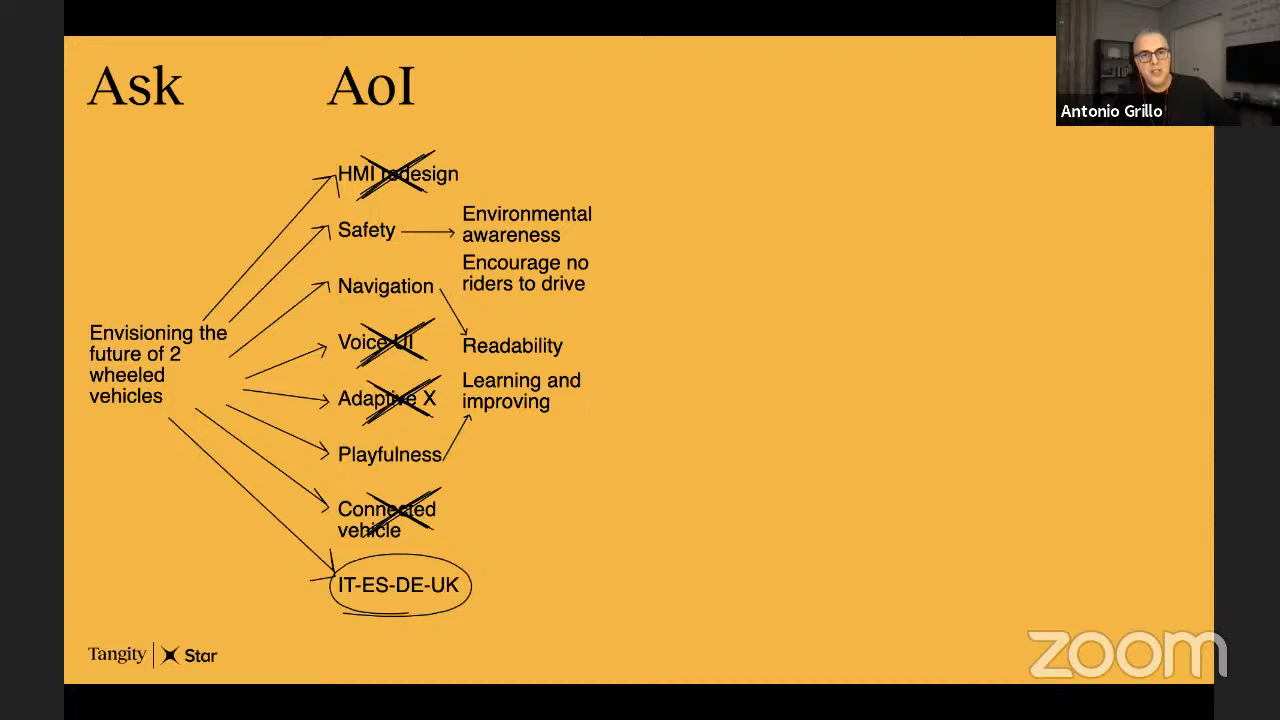 Ask
AoI
HMI redesign
Safety
Environmental
awareness
Encourage no
riders to drive
Navigation
Envisioning the
future of 2
wheeled
vehicles
Voice UI
Readability
Adaptive X
Learning and
improving
Playfulness
Connected
vehicle
IT-ES-DE-UK
Tangity
Star
Antonio Grillo
zoom